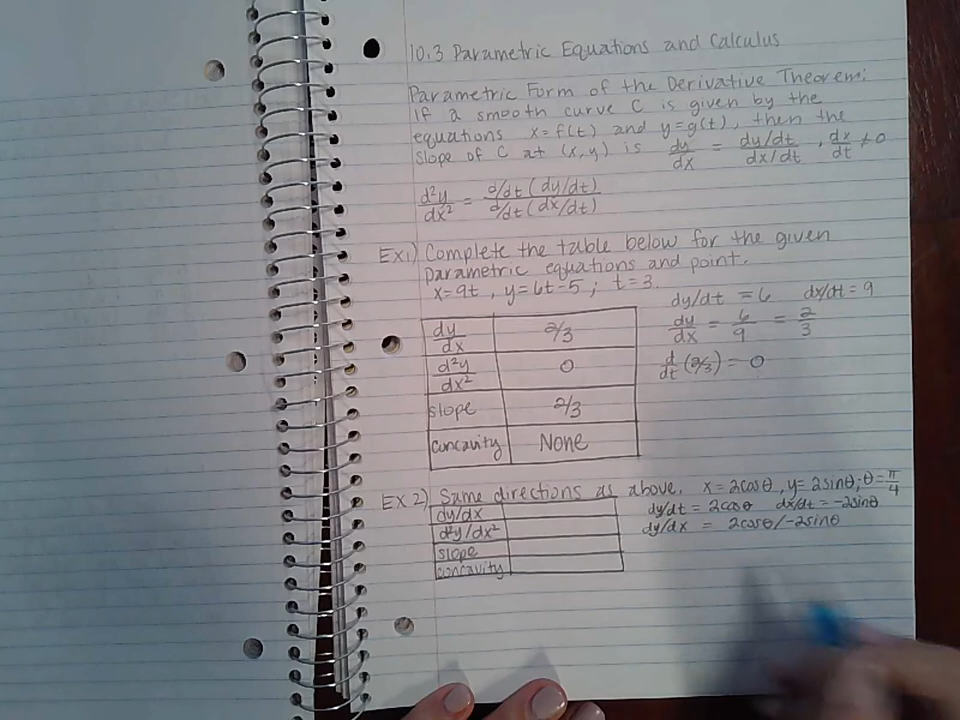 10.3 Parametric Equations and Calculus
Parametric Form of the Derivative Theorem:
If a smooth curve C is given by the
equations x=f(t) and y=g(t), then the
slope of C at (x,y) is dy/dx = (dy/dt)/(dx/dt), dx/dt ≠ 0
d²y/dx² = d/dt (dy/dt) / d/dt (dx/dt)
Ex1) Complete the table below for the given
parametric equations and point.
x=9t, y=6t-5; t=3.
dy/dt = 6 dx/dt = 9
dy/dx = 6/9 = 2/3
d/dt (2/3) = 0
dy/dx 2/3
d²y/dx² 0
slope 2/3
concavity None
EX 2) Same directions as above. x = 2cosθ, y= 2sinθ; θ=π/4
dy/dt = 2cosθ dx/dt = -2sinθ
dy/dx = 2cosθ/-2sinθ
dy/dx
d²y/dx²
slope
concavity